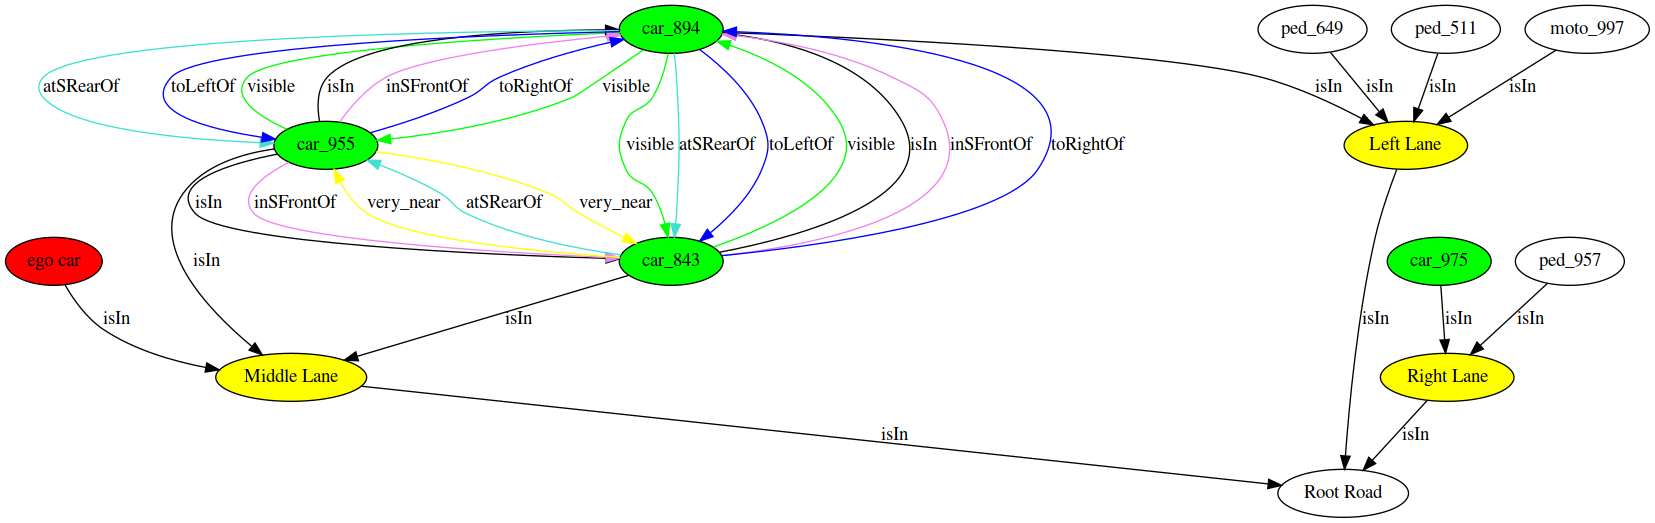 car_894
ped_649
ped_511
moto_997
atSRearOf
toLeftOf
visible
isIn
inSFrontOf
toRightOf
visible
isIn
isIn
isIn
isIn
car_955
visible
atSRearOf
toLeftOf
visible
isIn
inSFrontOf
toRightOf
Left Lane
isIn
inSFrontOf
very_near
atSRearOf
very_near
ego car
isIn
car_843
car_975
ped_957
isIn
isIn
isIn
isIn
isIn
Middle Lane
Right Lane
isIn
isIn
Root Road